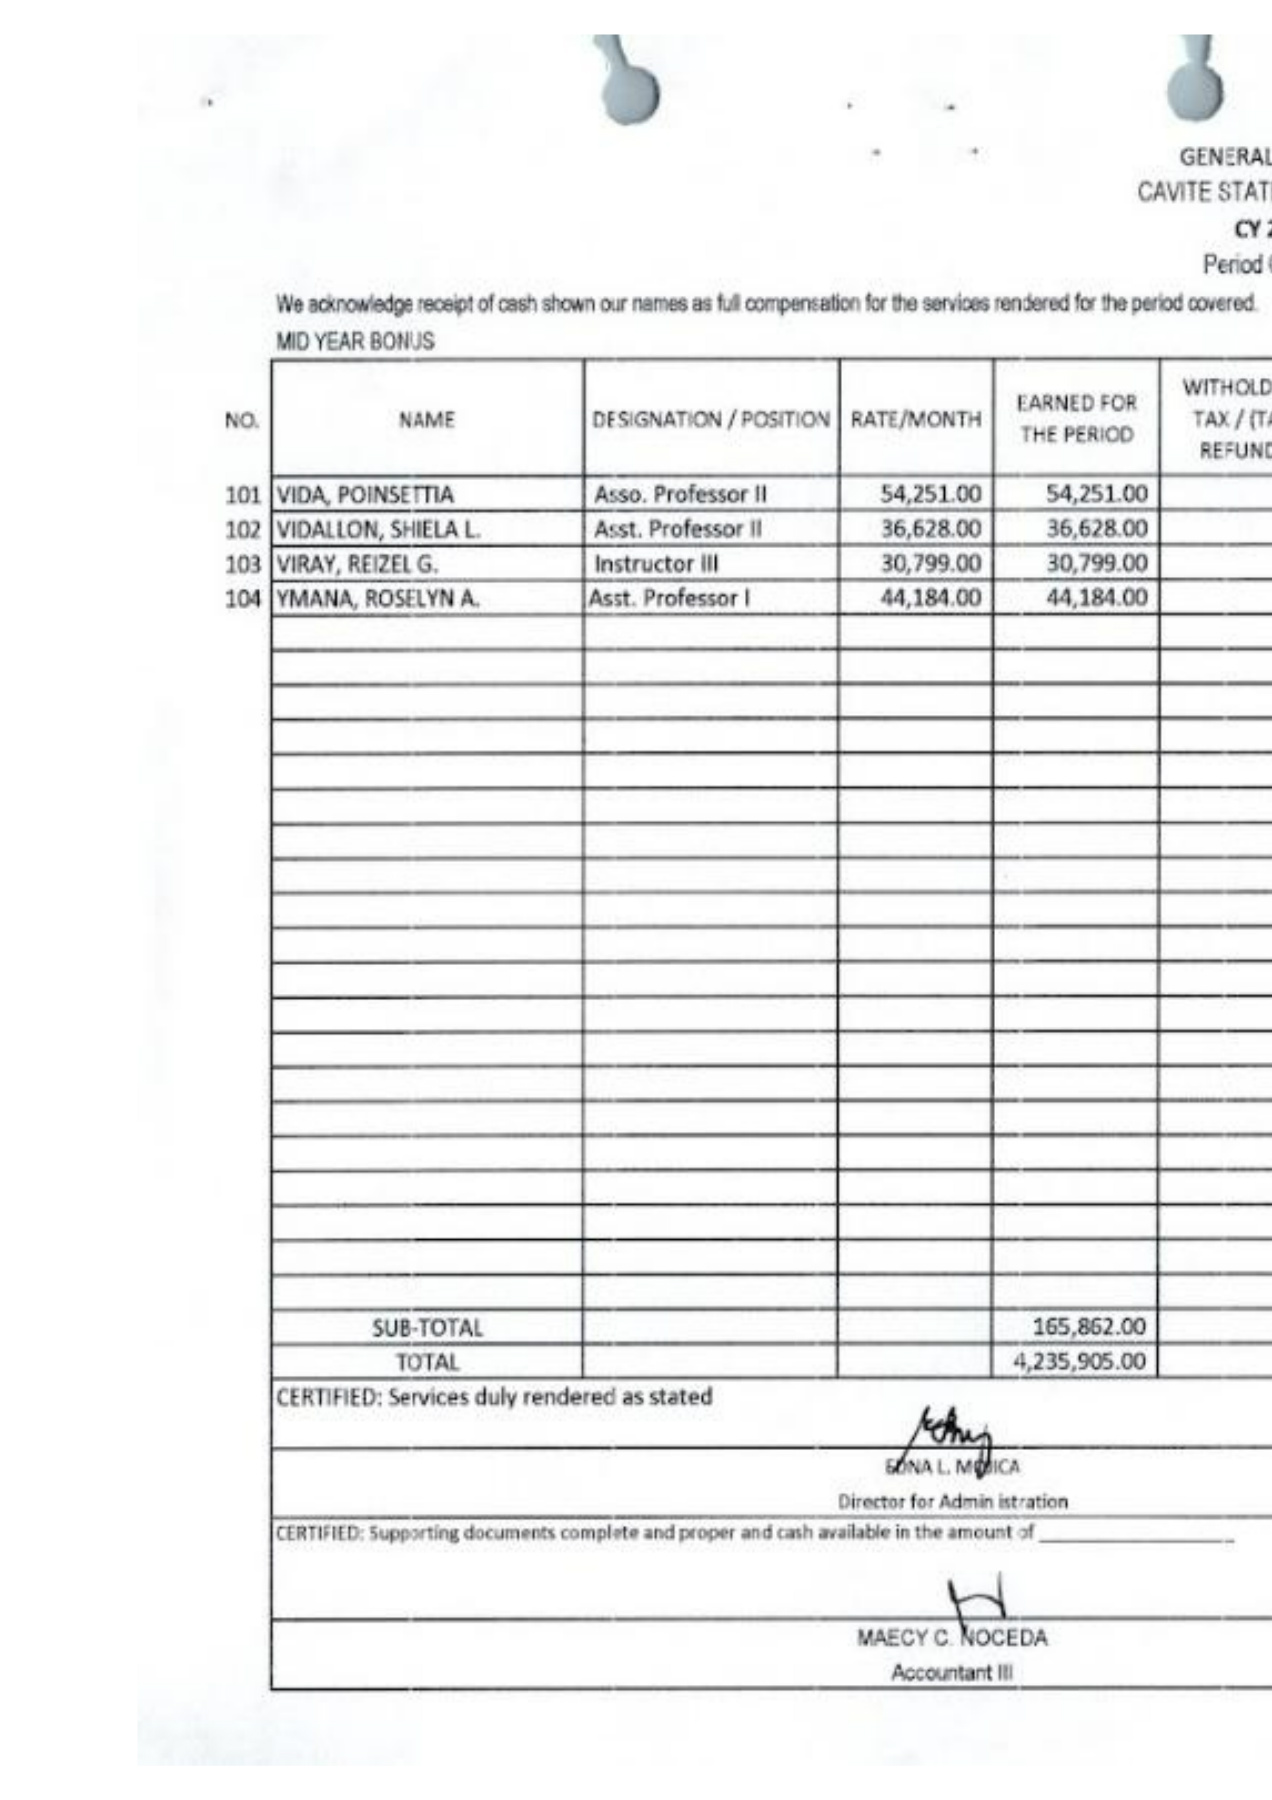 GENERAL
CAVITE STAT
CY 2
Period
We acknowledge receipt of cash shown our names as full compensation for the services rendered for the period covered.
MID YEAR BONUS
NO. NAME DESIGNATION / POSITION RATE/MONTH EARNED FOR THE PERIOD WITHOLD TAX / (TA REFUND
101 VIDA, POINSETTIA Asso. Professor II 54,251.00 54,251.00
102 VIDALLON, SHIELA L. Asst. Professor II 36,628.00 36,628.00
103 VIRAY, REIZEL G. Instructor III 30,799.00 30,799.00
104 YMANA, ROSELYN A. Asst. Professor I 44,184.00 44,184.00
SUB-TOTAL 165,862.00
TOTAL 4,235,905.00
CERTIFIED: Services duly rendered as stated
EDNA L. MOJICA
Director for Admin istration
CERTIFIED: Supporting documents complete and proper and cash available in the amount of
MAECY C. NOCEDA
Accountant III